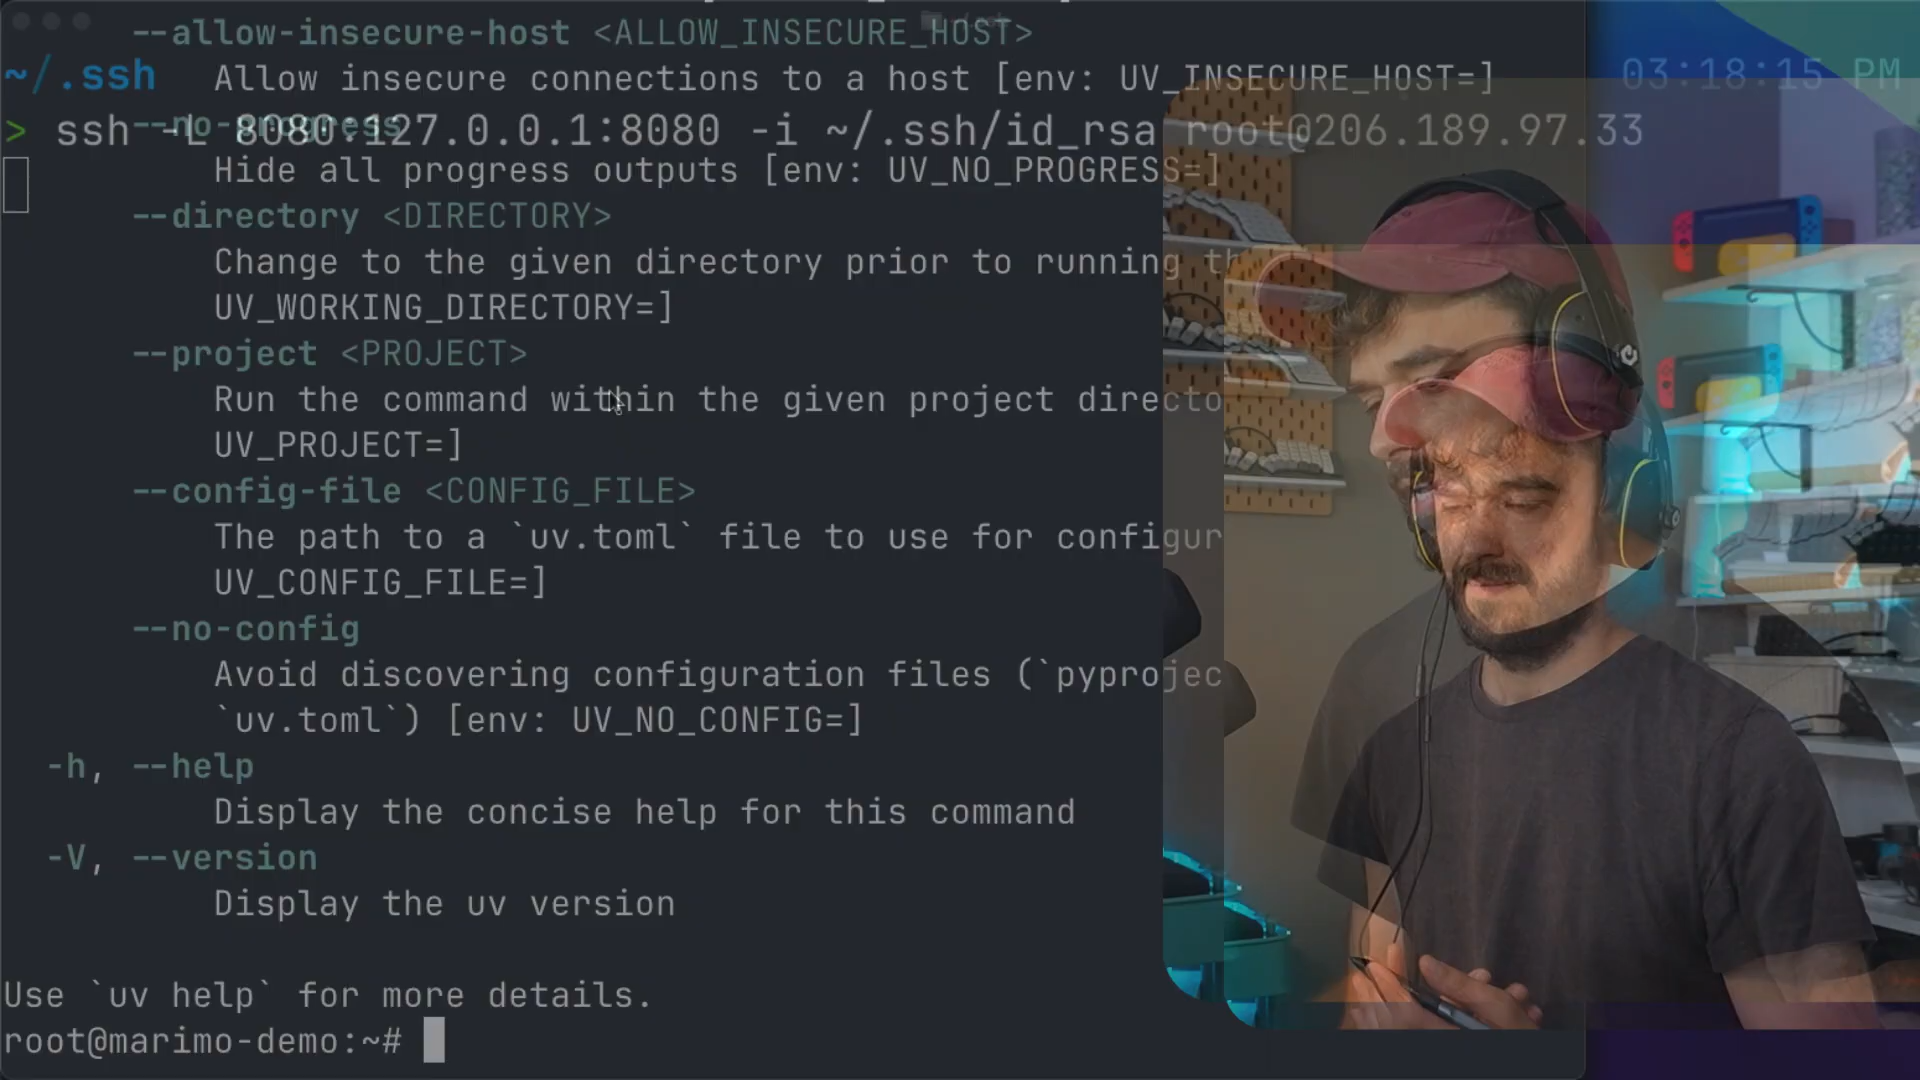 --allow-insecure-host <ALLOW_INSECURE_HOST>
~/.ssh
Allow insecure connections to a host [env: UV_INSECURE_HOST=]
03:18:15 PM
--no-progress
> ssh -L 8080:127.0.0.1:8080 -i ~/.ssh/id_rsa root@206.189.97.33
Hide all progress outputs [env: UV_NO_PROGRESS=]
--directory <DIRECTORY>
Change to the given directory prior to running
UV_WORKING_DIRECTORY=]
--project <PROJECT>
Run the command within the given project directo
UV_PROJECT=]
--config-file <CONFIG_FILE>
The path to a `uv.toml` file to use for configur
UV_CONFIG_FILE=]
--no-config
Avoid discovering configuration files (`pyprojec
`uv.toml`) [env: UV_NO_CONFIG=]
-h, --help
Display the concise help for this command
-V, --version
Display the uv version
Use `uv help` for more details.
root@marimo-demo:~#